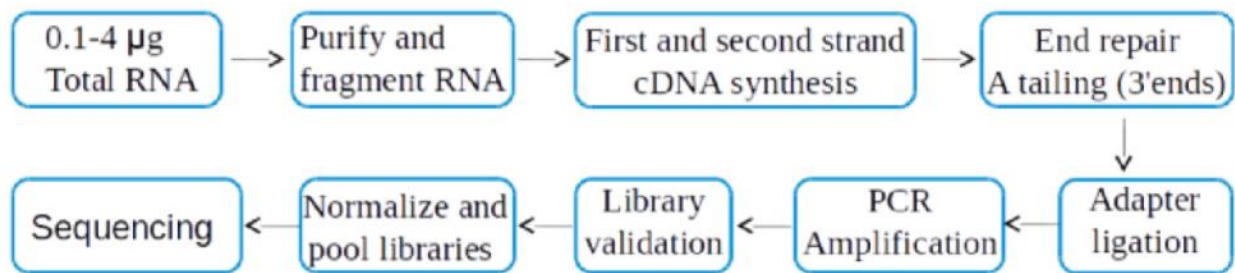 0.1-4 μg
Total RNA
Purify and
fragment RNA
First and second strand
cDNA synthesis
End repair
A tailing (3'ends)
Adapter
ligation
PCR
Amplification
Library
validation
Normalize and
pool libraries
Sequencing